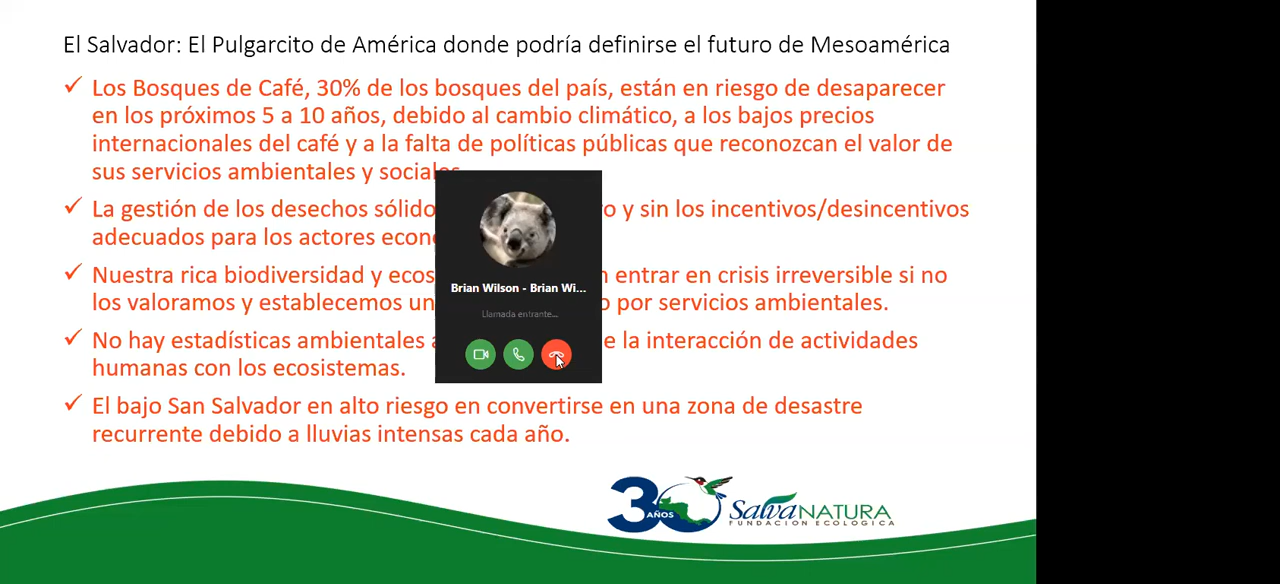 El Salvador: El Pulgarcito de América donde podría definirse el futuro de Mesoamérica
✓ Los Bosques de Café, 30% de los bosques del país, están en riesgo de desaparecer
en los próximos 5 a 10 años, debido al cambio climático, a los bajos precios
internacionales del café y a la falta de políticas públicas que reconozcan el valor de
sus servicios ambientales y sociales.
✓ La gestión de los desechos sólido y sin los incentivos/desincentivos
adecuados para los actores
✓ Nuestra rica biodiversidad y entrar en crisis irreversible si no
los valoramos y establecemos por servicios ambientales.
✓ No hay estadísticas ambientales la interacción de actividades
humanas con los ecosistemas.
✓ El bajo San Salvador en alto riesgo en convertirse en una zona de desastre
recurrente debido a lluvias intensas cada año.
Brian Wilson - Brian Wi...
Llamada entrante...
30
AÑOS
SalvaNATURA
FUNDACIÓN ECOLÓGICA